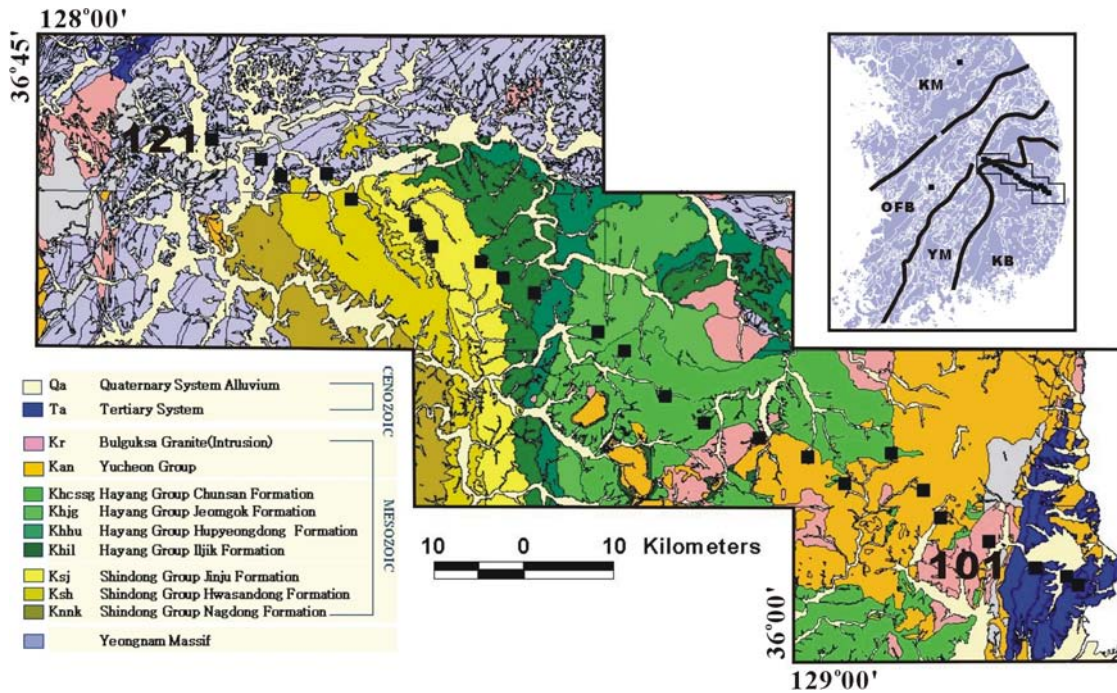 128°00'
36°45'
121
KM
OFB
YM
KB
Qa Quaternary System Alluvium
Ta Tertiary System
CENOZOIC
Kr Bulguksa Granite(Intrusion)
Kan Yucheon Group
Khcssg Hayang Group Chunsan Formation
Khjg Hayang Group Jeomgok Formation
Khhu Hayang Group Hupyeongdong Formation
Khil Hayang Group Iljik Formation
Ksj Shindong Group Jinju Formation
Ksh Shindong Group Hwasandong Formation
Knnk Shindong Group Nagdong Formation
MESOZOIC
Yeongnam Massif
10 0 10 Kilometers
101
36°00'
129°00'